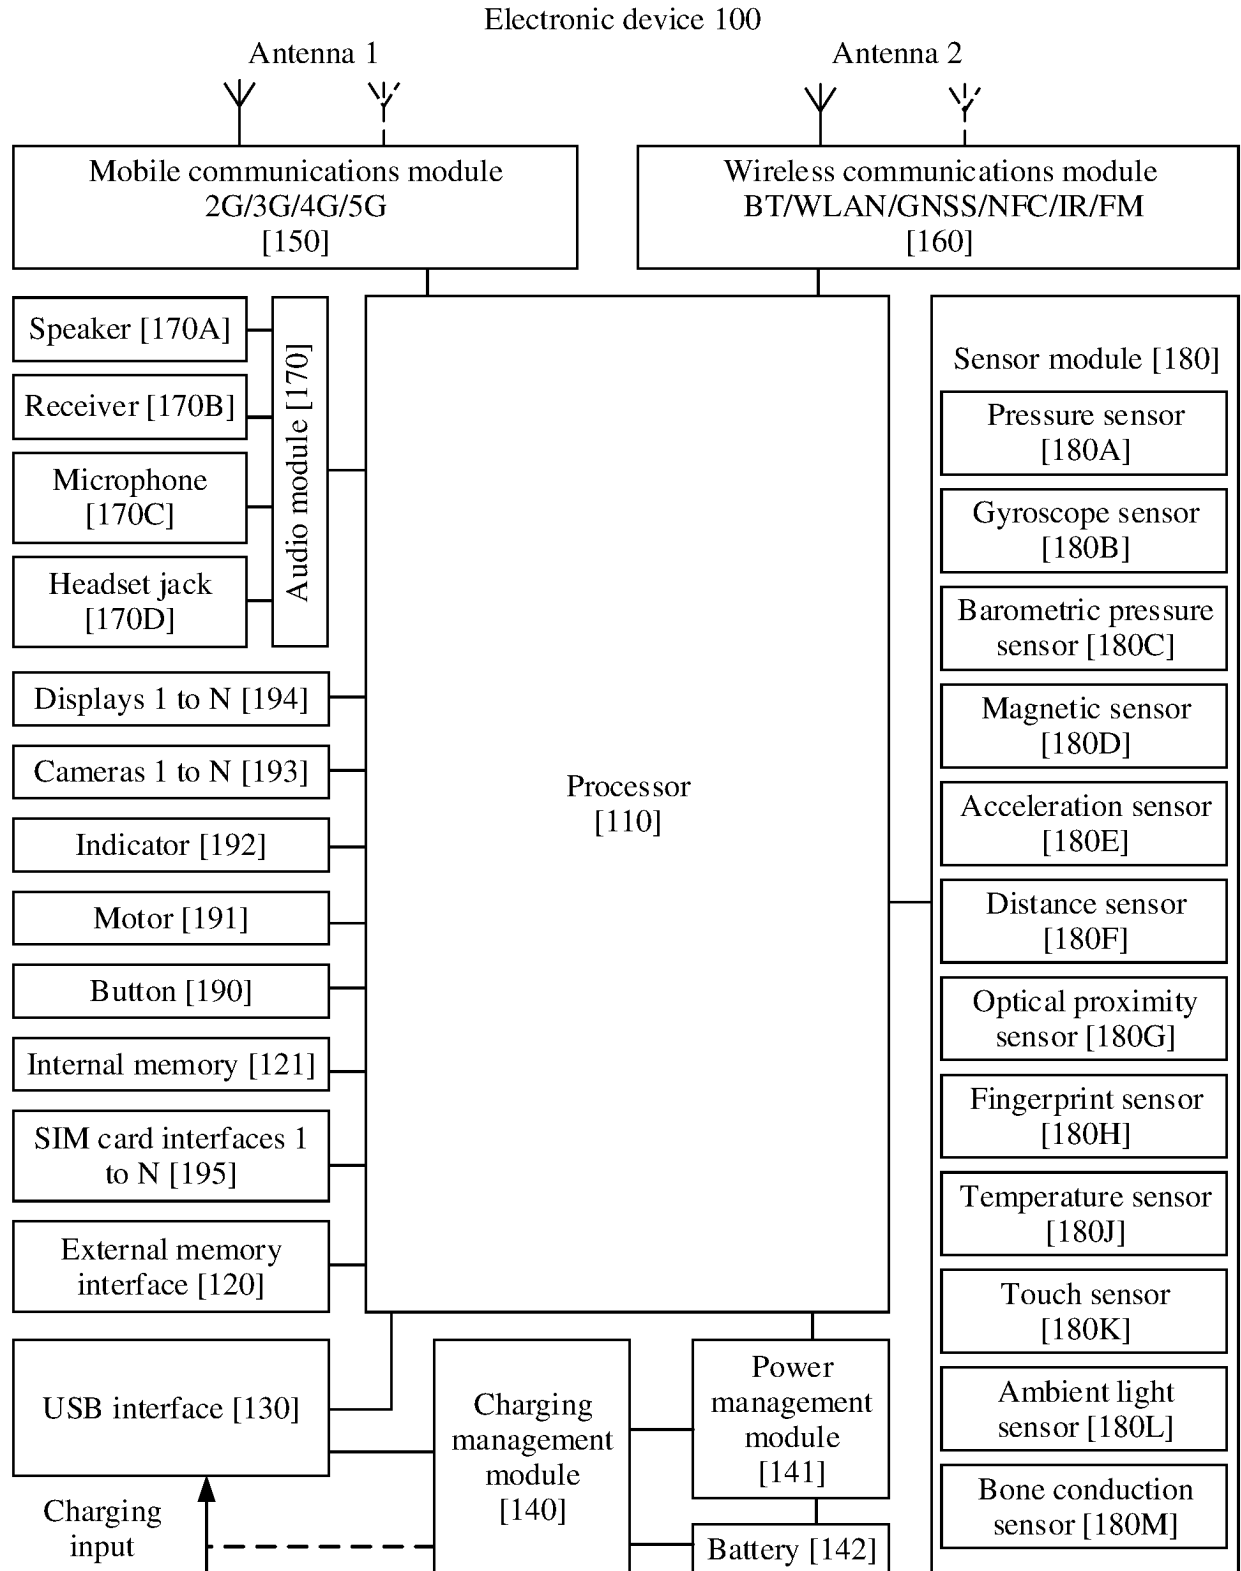 Electronic device 100
Antenna 1
Antenna 2
Mobile communications module
2G/3G/4G/5G
[150]
Wireless communications module
BT/WLAN/GNSS/NFC/IR/FM
[160]
Speaker [170A]
Receiver [170B]
Microphone
[170C]
Headset jack
[170D]
Audio module [170]
Displays 1 to N [194]
Cameras 1 to N [193]
Indicator [192]
Motor [191]
Button [190]
Internal memory [121]
SIM card interfaces 1
to N [195]
External memory
interface [120]
Processor
[110]
Sensor module [180]
Pressure sensor
[180A]
Gyroscope sensor
[180B]
Barometric pressure
sensor [180C]
Magnetic sensor
[180D]
Acceleration sensor
[180E]
Distance sensor
[180F]
Optical proximity
sensor [180G]
Fingerprint sensor
[180H]
Temperature sensor
[180J]
Touch sensor
[180K]
Ambient light
sensor [180L]
Bone conduction
sensor [180M]
USB interface [130]
Charging
input
Charging
management
module
[140]
Power
management
module
[141]
Battery [142]